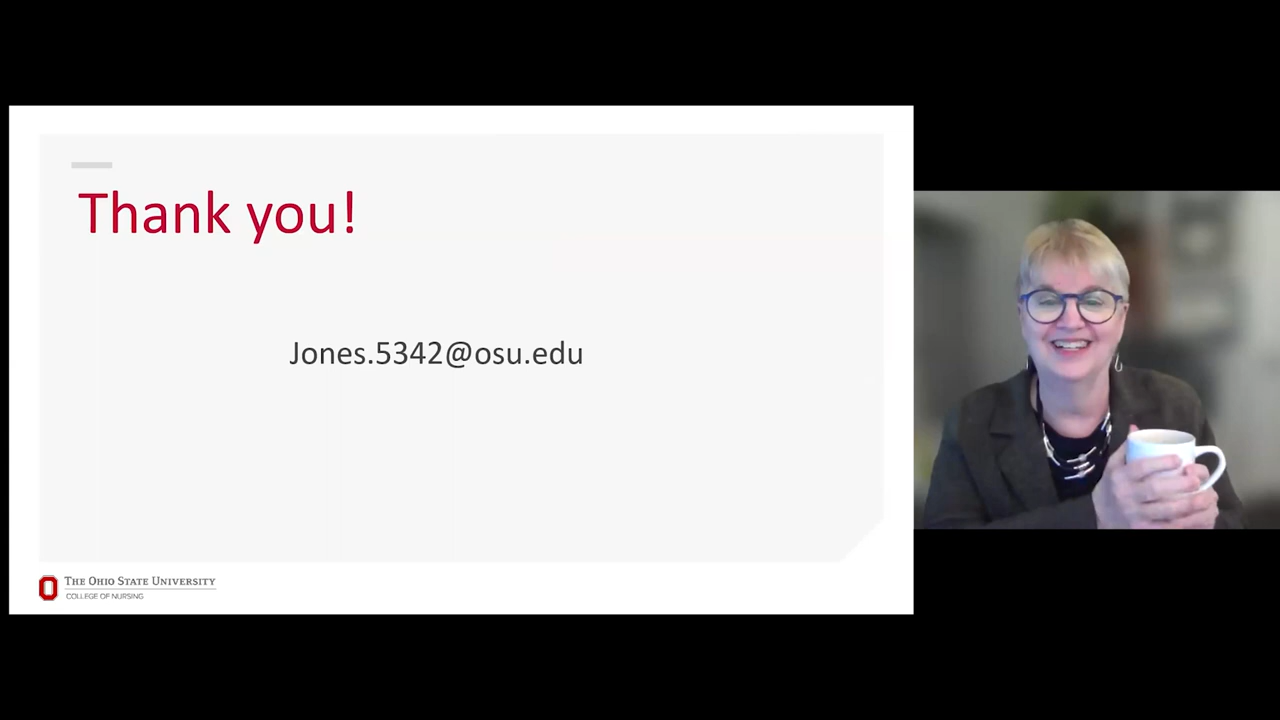 Thank you!
Jones.5342@osu.edu
The Ohio State University
COLLEGE OF NURSING